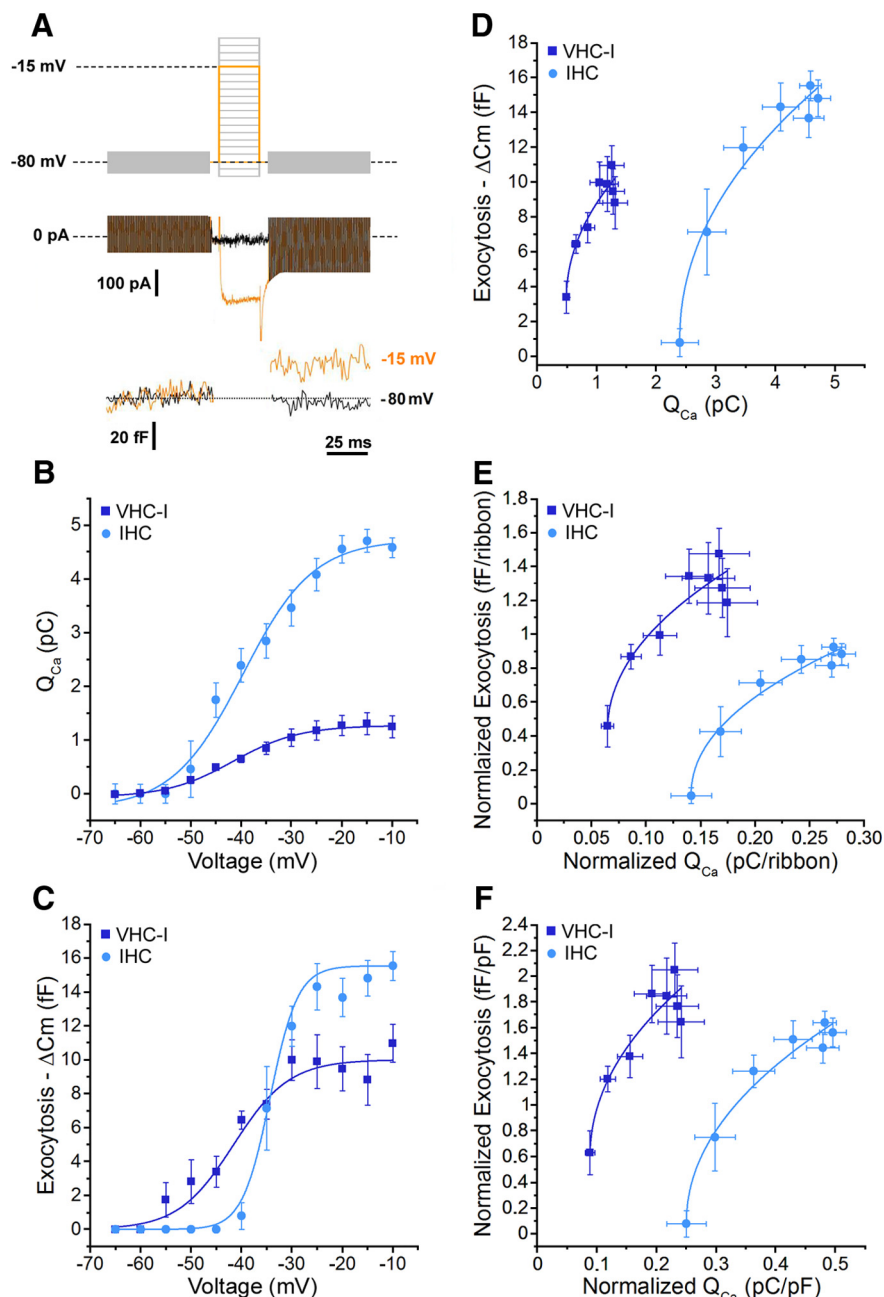 A
-15 mV
-80 mV
0 pA
100 pA
-15 mV
-80 mV
20 fF
25 ms
B
VHC-I
IHC
5
4
3
2
1
0
Q Ca (pC)
-70 -60 -50 -40 -30 -20 -10
Voltage (mV)
C
VHC-I
IHC
18
16
14
12
10
8
6
4
2
0
Exocytosis - ΔCm (fF)
-70 -60 -50 -40 -30 -20 -10
Voltage (mV)
D
VHC-I
IHC
18
16
14
12
10
8
6
4
2
0
Exocytosis - ΔCm (fF)
0 1 2 3 4 5
Q Ca (pC)
E
VHC-I
IHC
1.8
1.6
1.4
1.2
1
0.8
0.6
0.4
0.2
0
Normlaized Exocytosis (fF/ribbon)
0 0.05 0.10 0.15 0.20 0.25 0.30
Normalized Q Ca (pC/ribbon)
F
VHC-I
IHC
2.4
2.2
2
1.8
1.6
1.4
1.2
1
0.8
0.6
0.4
0.2
0
Normalized Exocytosis (fF/pF)
0 0.1 0.2 0.3 0.4 0.5
Normalized Q Ca (pC/pF)